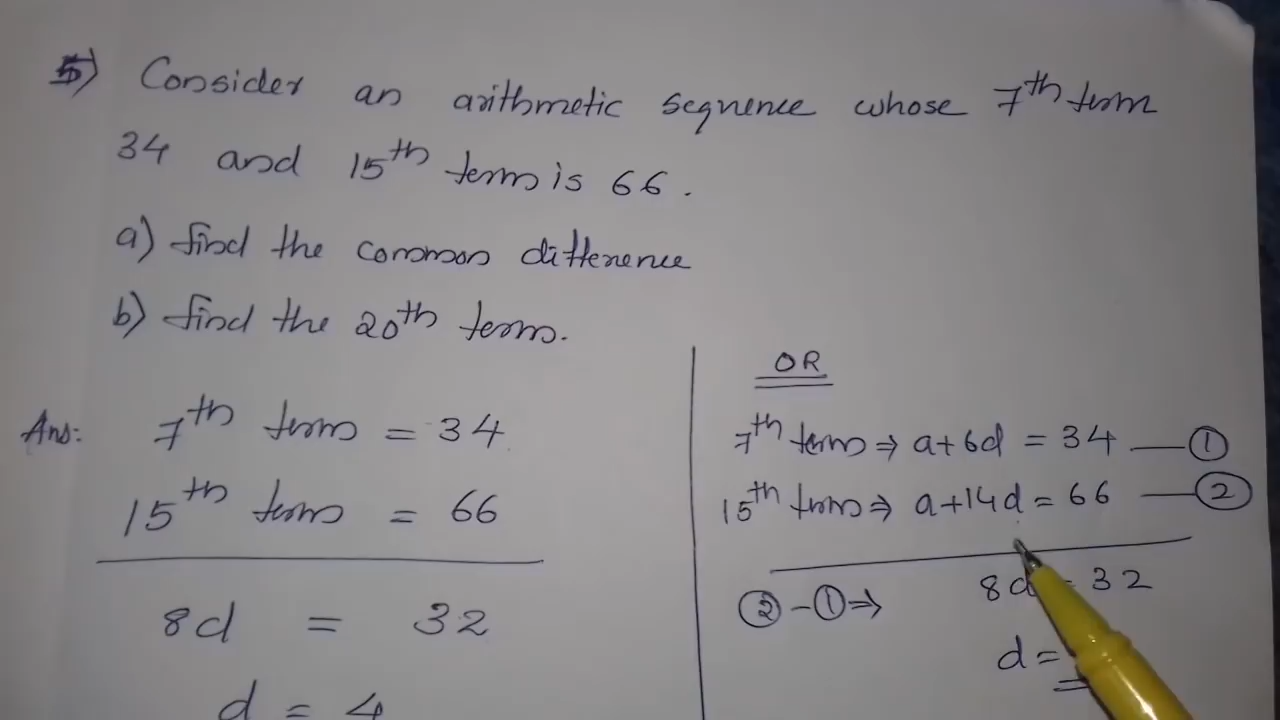 5) Consider an arithmetic sequence whose 7th term
34 and 15th term is 66.
a) find the common difference
b) find the 20th term.
Ans: 7th term = 34
15th term = 66
8d = 32
d = 4
OR
7th term ⇒ a+6d = 34 — ①
15th term ⇒ a+14d = 66 — ②
② - ① ⇒ 8d = 32
d =